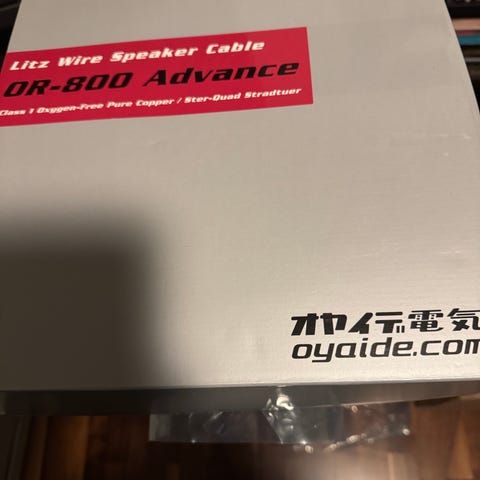 Litz Wire Speaker Cable
OR-800 Advance
Class 1 Oxygen-Free Pure Copper / Ster-Quad Stradtuer
オヤイデ電気
oyaide.com